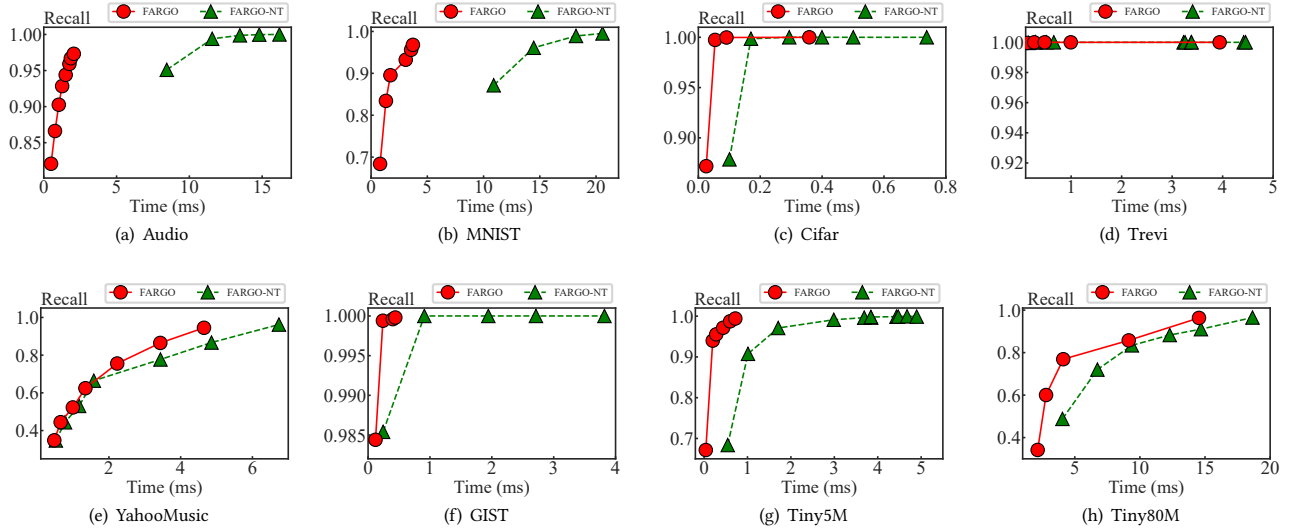 Recall FARGO FARGO-NT
1.00
0.95
0.90
0.85
0 5 10 15
Time (ms)
(a) Audio
Recall FARGO FARGO-NT
1.0
0.9
0.8
0.7
0 5 10 15 20
Time (ms)
(b) MNIST
Recall FARGO FARGO-NT
1.00
0.95
0.90
0.0 0.2 0.4 0.6 0.8
Time (ms)
(c) Cifar
Recall FARGO FARGO-NT
1.00
0.98
0.96
0.94
0.92
1 2 3 4 5
Time (ms)
(d) Trevi
Recall FARGO FARGO-NT
1.0
0.8
0.6
0.4
2 4 6
Time (ms)
(e) YahooMusic
Recall FARGO FARGO-NT
1.000
0.995
0.990
0.985
0 1 2 3 4
Time (ms)
(f) GIST
Recall FARGO FARGO-NT
1.0
0.9
0.8
0.7
0 1 2 3 4 5
Time (ms)
(g) Tiny5M
Recall FARGO FARGO-NT
1.0
0.8
0.6
0.4
5 10 15 20
Time (ms)
(h) Tiny80M